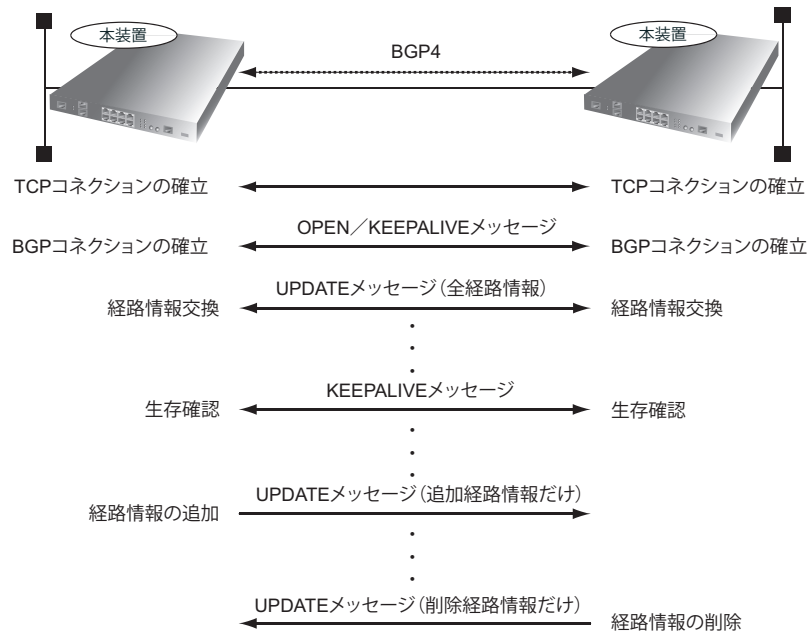 本装置
本装置
BGP4
TCPコネクションの確立
TCPコネクションの確立
BGPコネクションの確立
OPEN／KEEPALIVEメッセージ
BGPコネクションの確立
経路情報交換
UPDATEメッセージ（全経路情報）
経路情報交換
生存確認
KEEPALIVEメッセージ
生存確認
経路情報の追加
UPDATEメッセージ（追加経路情報だけ）
UPDATEメッセージ（削除経路情報だけ）
経路情報の削除